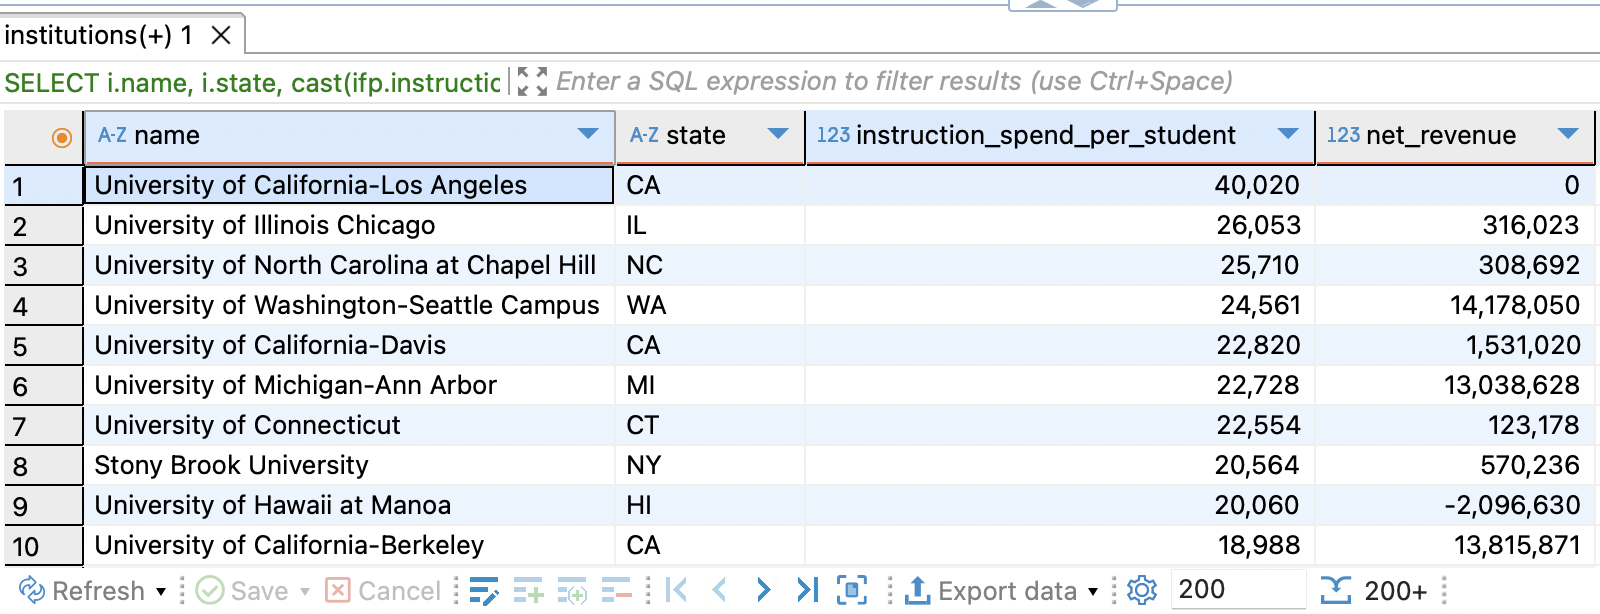 institutions(+) 1
SELECT i.name, i.state, cast(ifp.instructic Enter a SQL expression to filter results (use Ctrl+Space)
A-Z name A-Z state 123 instruction_spend_per_student 123 net_revenue
1 University of California-Los Angeles CA 40,020 0
2 University of Illinois Chicago IL 26,053 316,023
3 University of North Carolina at Chapel Hill NC 25,710 308,692
4 University of Washington-Seattle Campus WA 24,561 14,178,050
5 University of California-Davis CA 22,820 1,531,020
6 University of Michigan-Ann Arbor MI 22,728 13,038,628
7 University of Connecticut CT 22,554 123,178
8 Stony Brook University NY 20,564 570,236
9 University of Hawaii at Manoa HI 20,060 -2,096,630
10 University of California-Berkeley CA 18,988 13,815,871
Refresh Save Cancel Export data 200 200+